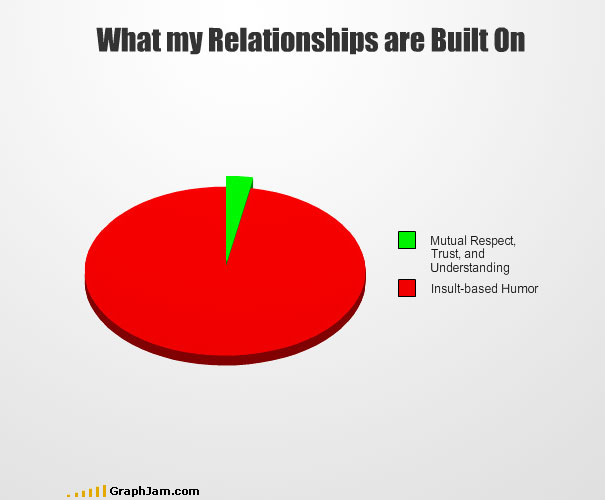 What my Relationships are Built On
Mutual Respect,
Trust, and
Understanding
Insult-based Humor
GraphJam.com